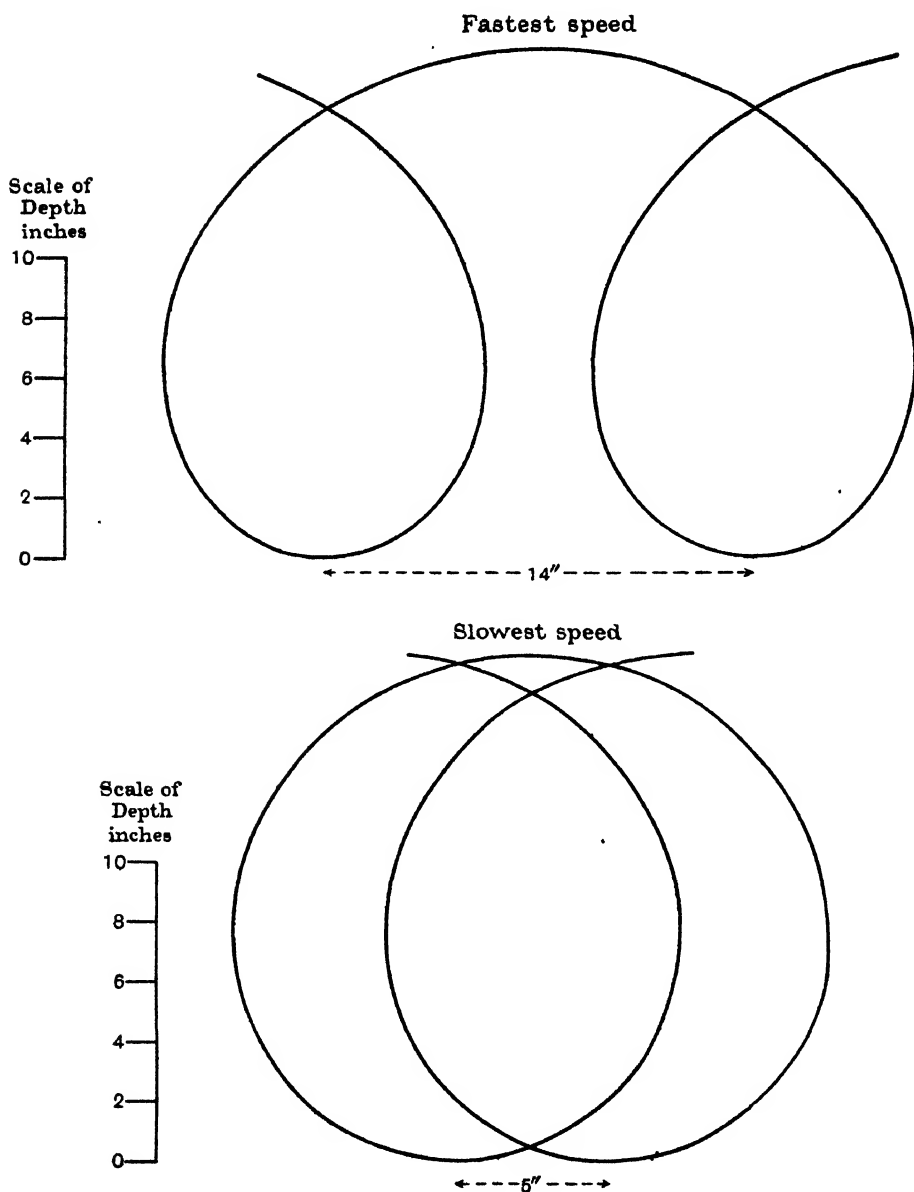 Fastest speed
Scale of
Depth
inches
10
8
6
4
2
0
14″
Slowest speed
Scale of
Depth
inches
10
8
6
4
2
0
5″